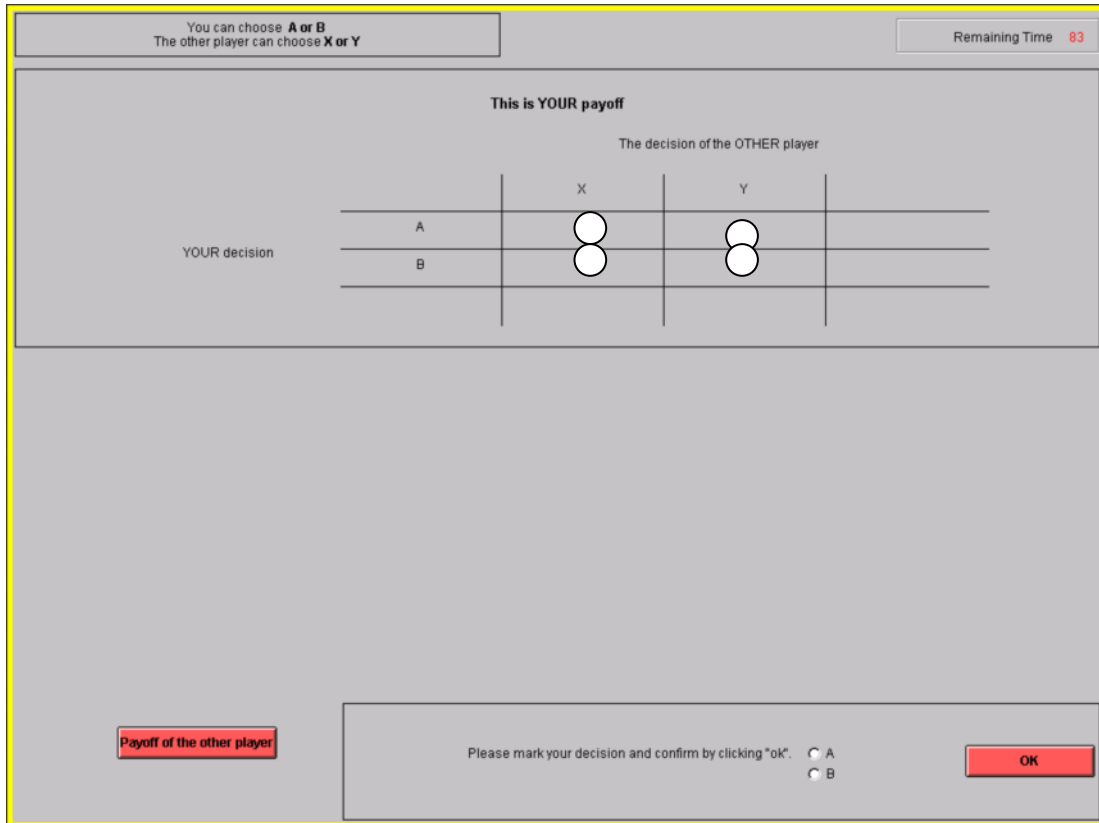 You can choose A or B
The other player can choose X or Y
Remaining Time 83
This is YOUR payoff
The decision of the OTHER player
X Y
A
YOUR decision
B
Payoff of the other player
Please mark your decision and confirm by clicking "ok".
A
B
OK